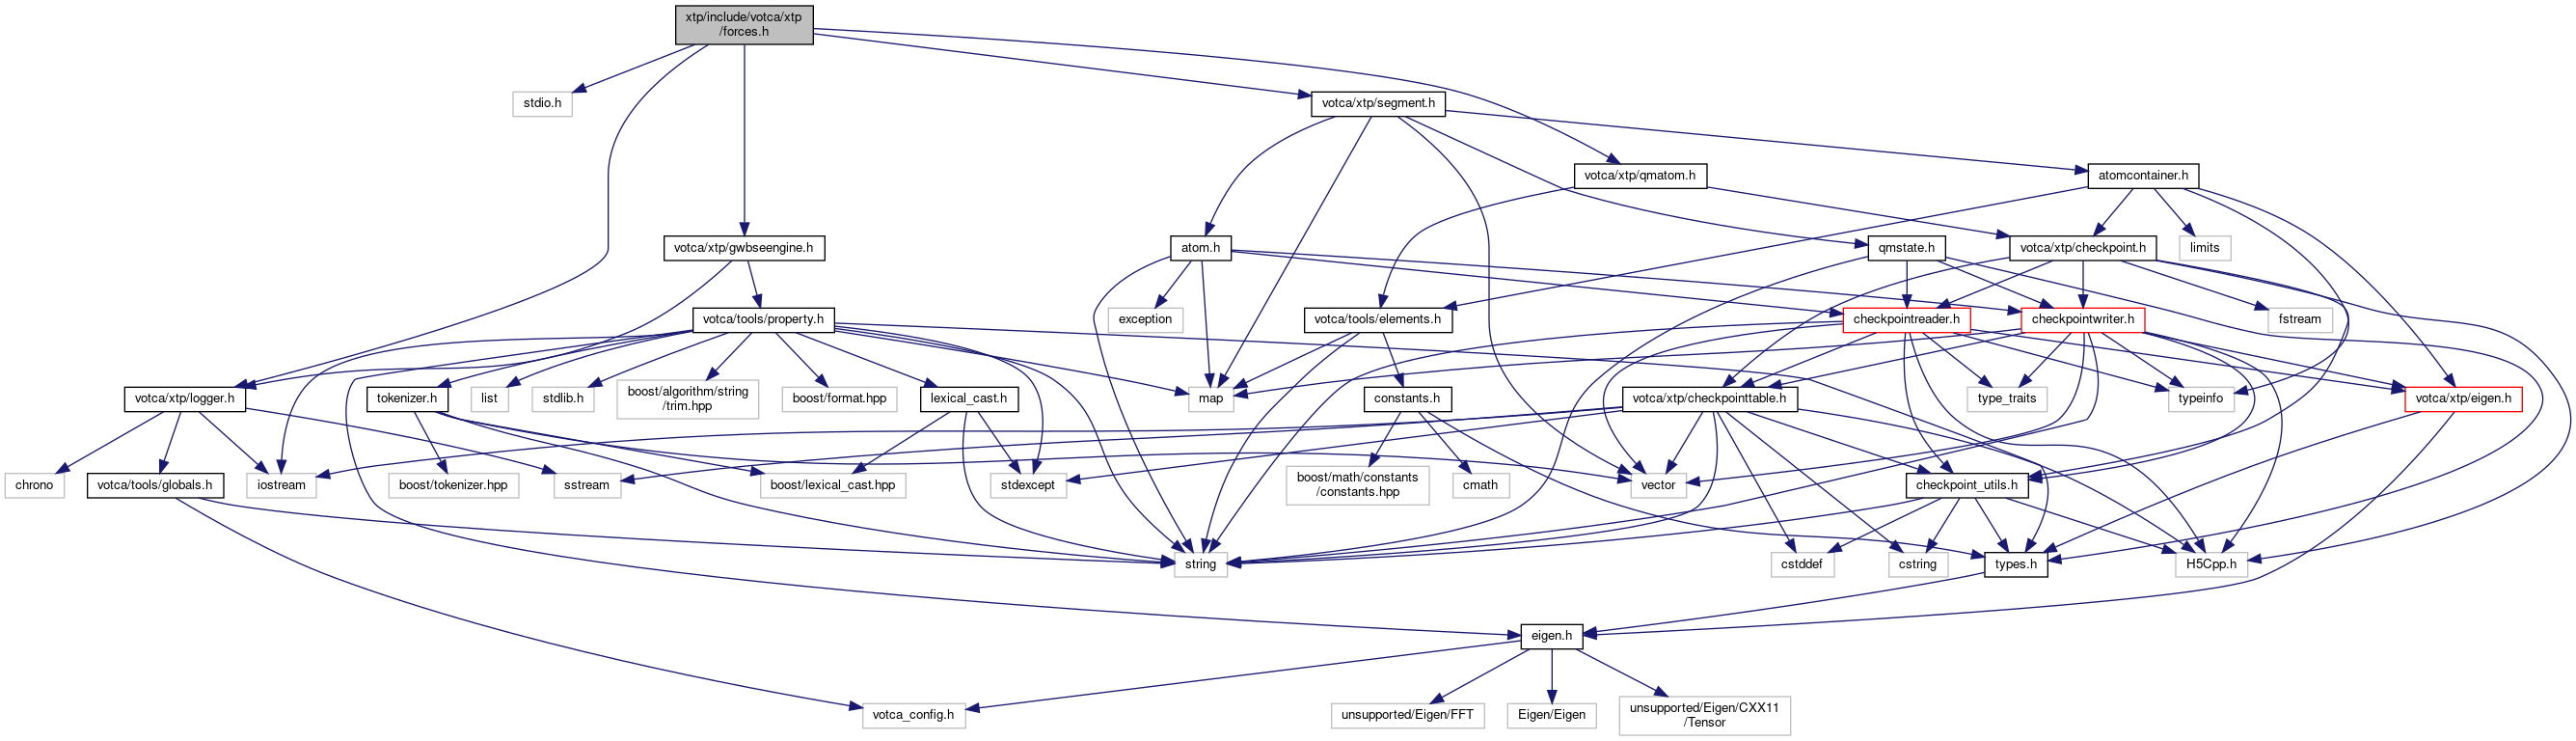 xtp/include/votca/xtp
/forces.h
stdio.h
votca/xtp/segment.h
votca/xtp/qmatom.h
atomcontainer.h
votca/xtp/gwbseengine.h
atom.h
qmstate.h
votca/xtp/checkpoint.h
limits
votca/tools/property.h
exception
votca/tools/elements.h
checkpointreader.h
checkpointwriter.h
fstream
votca/xtp/logger.h
tokenizer.h
list
stdlib.h
boost/algorithm/string
/trim.hpp
boost/format.hpp
lexical_cast.h
map
constants.h
votca/xtp/checkpointtable.h
type_traits
typeinfo
votca/xtp/eigen.h
chrono
votca/tools/globals.h
iostream
boost/tokenizer.hpp
sstream
boost/lexical_cast.hpp
stdexcept
boost/math/constants
/constants.hpp
cmath
vector
checkpoint_utils.h
string
cstddef
cstring
types.h
H5Cpp.h
eigen.h
votca_config.h
unsupported/Eigen/FFT
Eigen/Eigen
unsupported/Eigen/CXX11
/Tensor